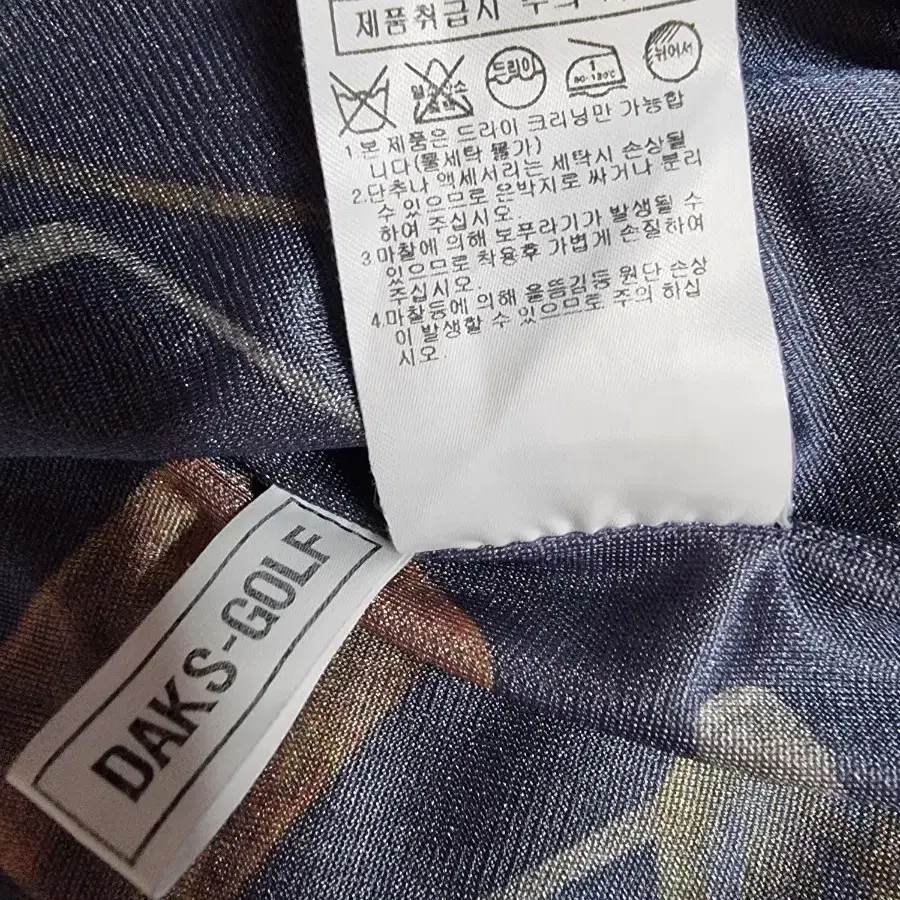 제품취급시 주의
드라이
1
80-120℃
뉘어서
1.본 제품은 드라이 크리닝만 가능합
니다(물세탁 불가)
2.단추나 액세서리는 세탁시 손상될
수 있으므로 은박지로 싸거나 분리
하여 주십시오.
3.마찰에 의해 보푸라기가 발생될 수
있으므로 착용후 가볍게 손질하여
주십시오.
4.마찰등에 의해 올뜯김등 원단 손상
이 발생할 수 있으므로 주의 하십
시오.
DAKS-GOLF